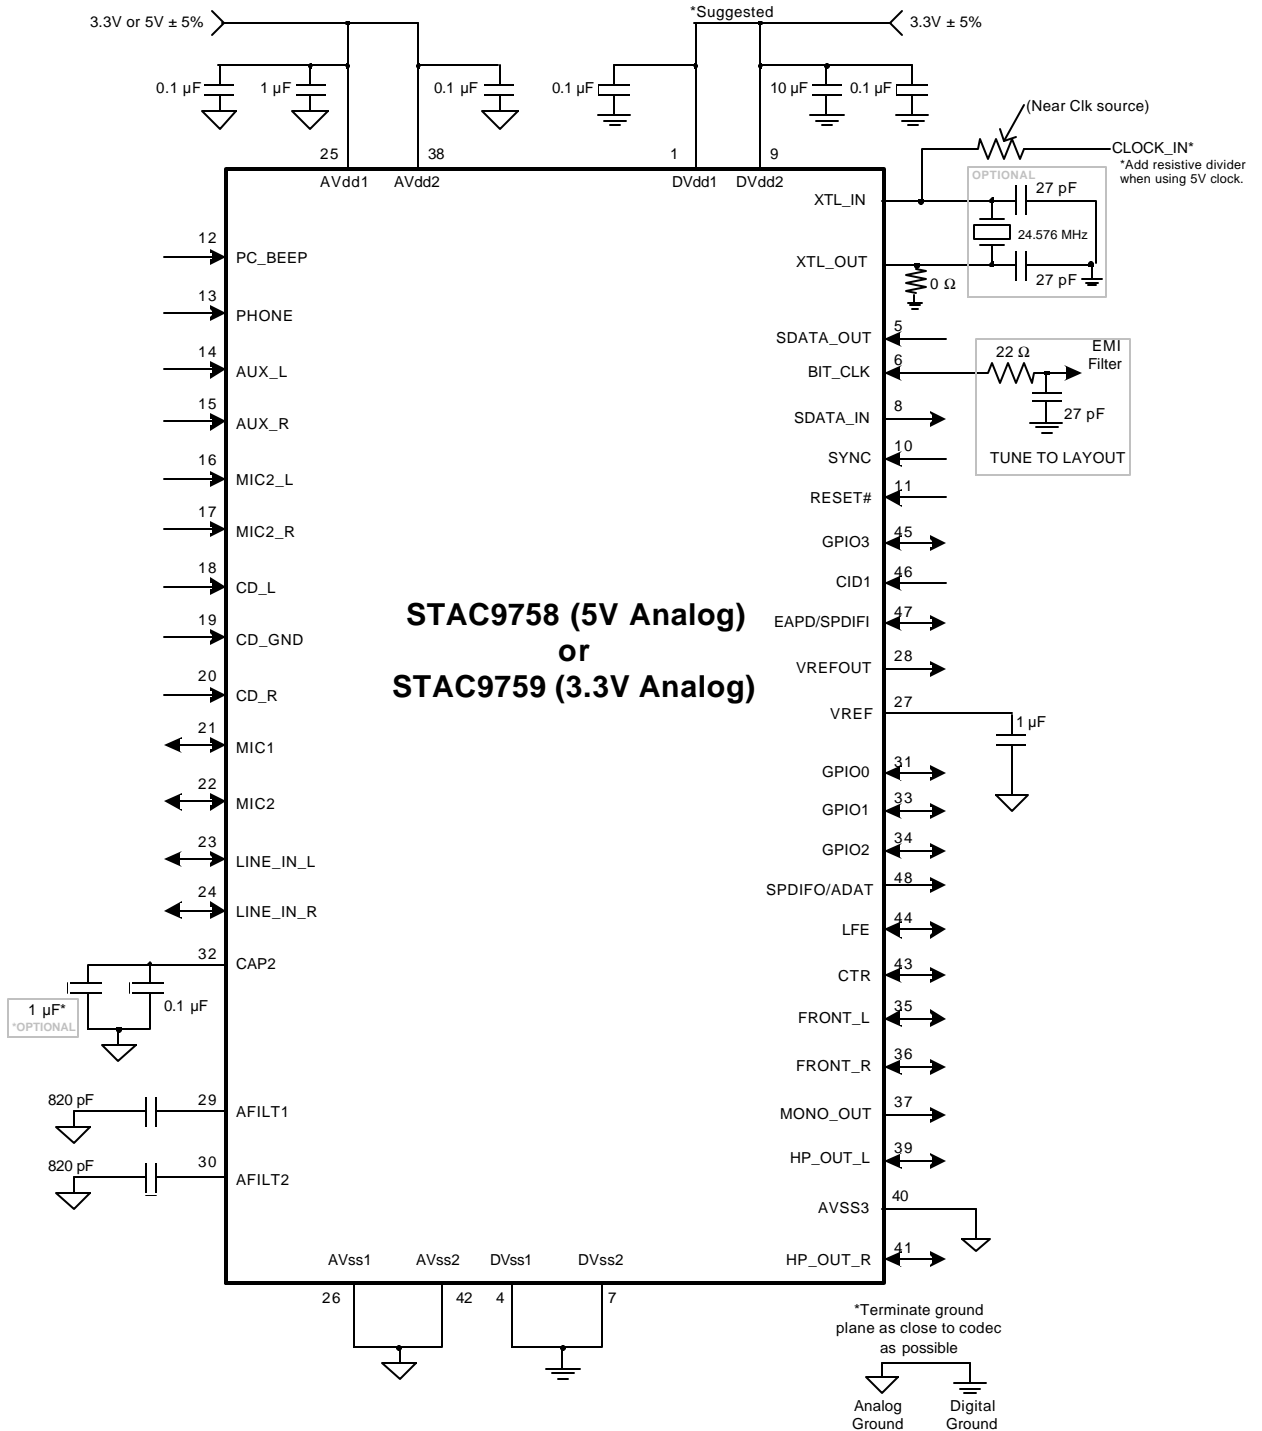 3.3V or 5V ± 5%
*Suggested
3.3V ± 5%
0.1 µF
1 µF
0.1 µF
0.1 µF
10 µF
0.1 µF
(Near Clk source)
CLOCK_IN*
*Add resistive divider
when using 5V clock.
25
38
1
9
AVdd1
AVdd2
DVdd1
DVdd2
OPTIONAL
27 pF
XTL_IN
24.576 MHz
XTL_OUT
27 pF
0 Ω
12
PC_BEEP
13
PHONE
14
AUX_L
15
AUX_R
16
MIC2_L
17
MIC2_R
18
CD_L
19
CD_GND
20
CD_R
21
MIC1
22
MIC2
23
LINE_IN_L
24
LINE_IN_R
32
CAP2
1 µF*
*OPTIONAL
0.1 µF
820 pF
29
AFILT1
820 pF
30
AFILT2
STAC9758 (5V Analog)
or
STAC9759 (3.3V Analog)
SDATA_OUT
5
BIT_CLK
6
22 Ω
EMI
Filter
27 pF
TUNE TO LAYOUT
SDATA_IN
8
SYNC
10
RESET#
11
GPIO3
45
CID1
46
EAPD/SPDIFI
47
VREFOUT
28
VREF
27
1 µF
GPIO0
31
GPIO1
33
GPIO2
34
SPDIFO/ADAT
48
LFE
44
CTR
43
FRONT_L
35
FRONT_R
36
MONO_OUT
37
HP_OUT_L
39
AVSS3
40
HP_OUT_R
41
AVss1
AVss2
DVss1
DVss2
26
42
4
7
*Terminate ground
plane as close to codec
as possible
Analog
Ground
Digital
Ground